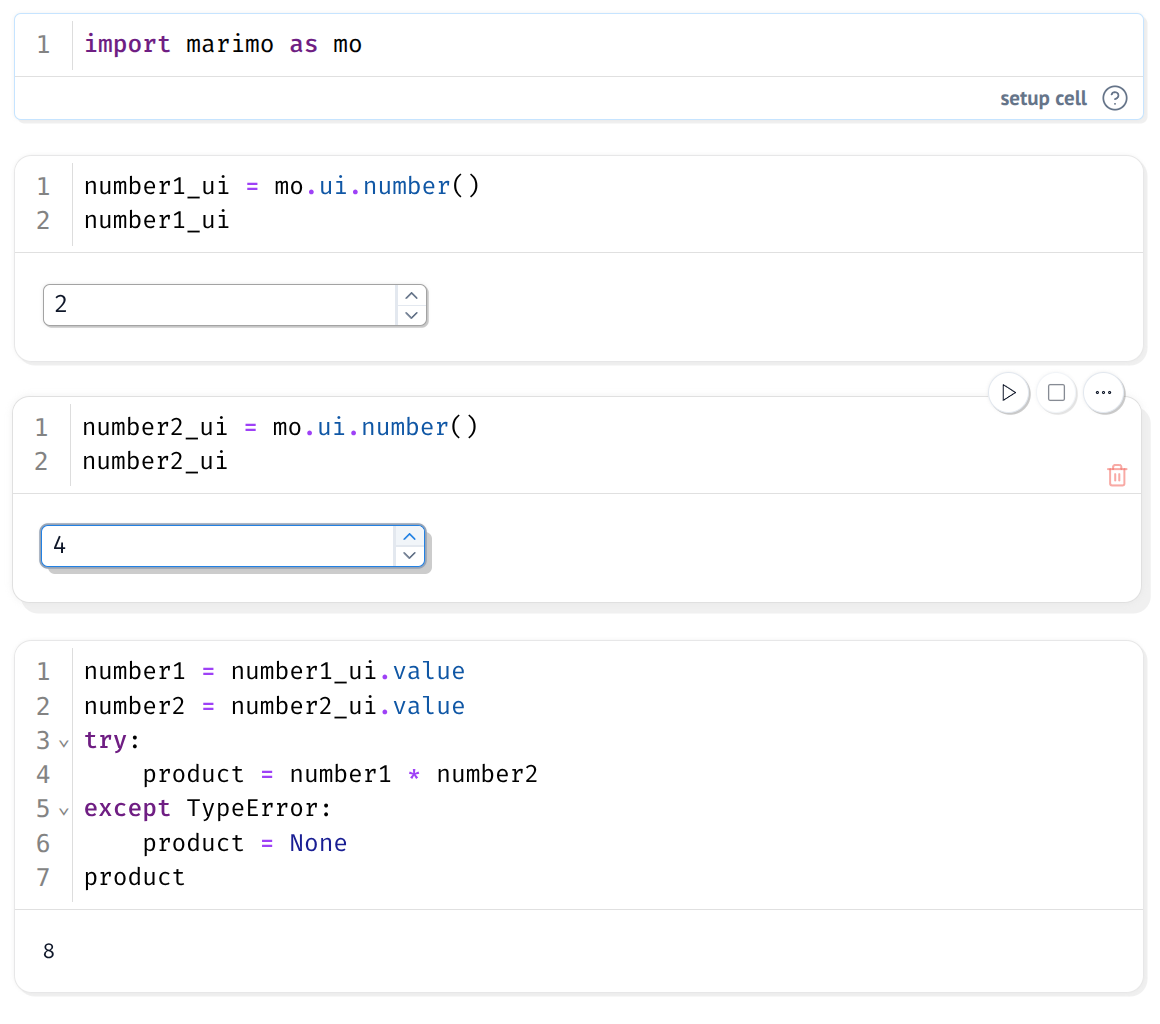 1 import marimo as mo
setup cell
1 number1_ui = mo.ui.number()
2 number1_ui
2
1 number2_ui = mo.ui.number()
2 number2_ui
4
1 number1 = number1_ui.value
2 number2 = number2_ui.value
3 try:
4     product = number1 * number2
5 except TypeError:
6     product = None
7 product
8